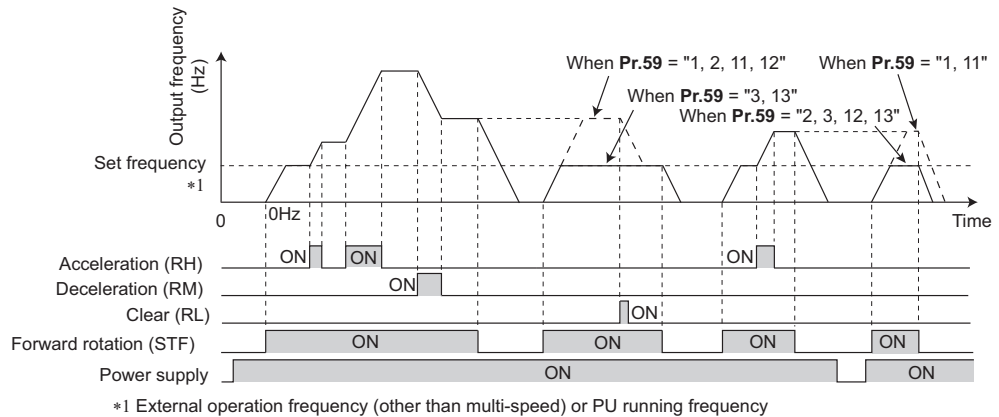 Output frequency
(Hz)
When Pr.59 = "1, 2, 11, 12"
When Pr.59 = "1, 11"
When Pr.59 = "3, 13"
When Pr.59 = "2, 3, 12, 13"
Set frequency
*1
0
0Hz
Time
Acceleration (RH)
ON
ON
ON
Deceleration (RM)
ON
Clear (RL)
ON
Forward rotation (STF)
ON
ON
ON
ON
Power supply
ON
ON
*1 External operation frequency (other than multi-speed) or PU running frequency